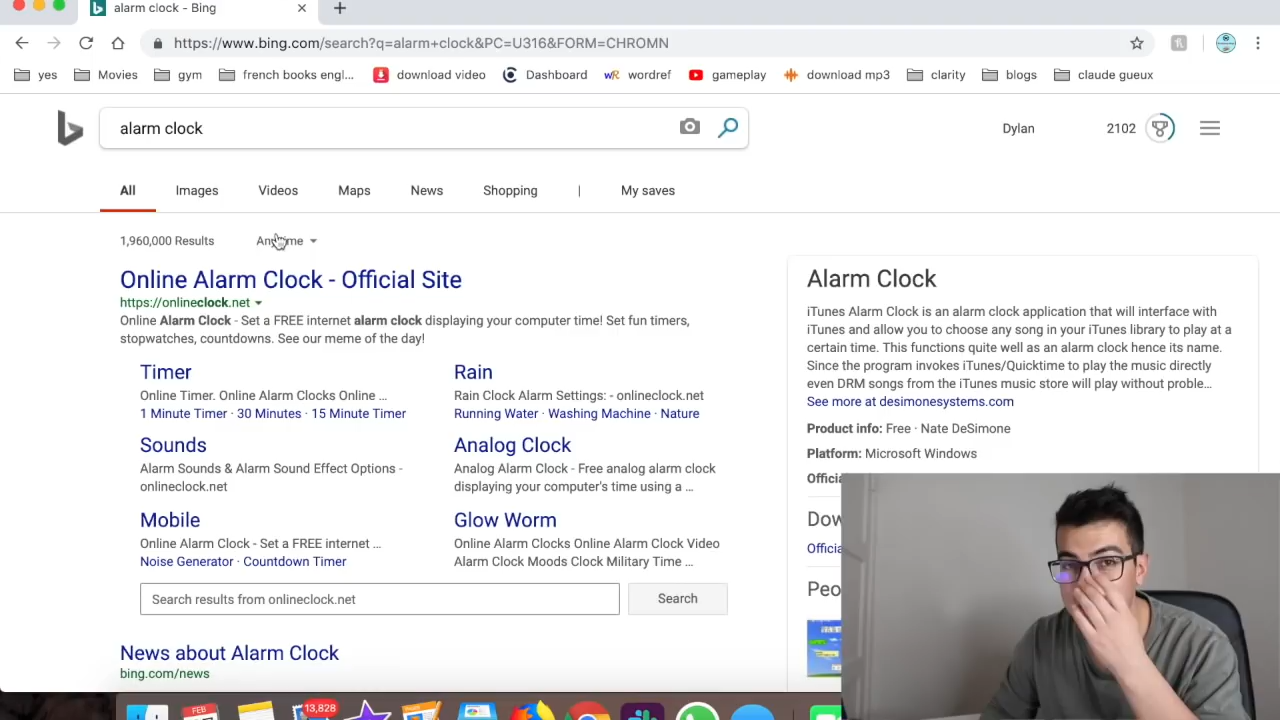 alarm clock - Bing
https://www.bing.com/search?q=alarm+clock&PC=U316&FORM=CHROMN
yes Movies gym french books engl... download video Dashboard wordref gameplay download mp3 clarity blogs claude gueux
alarm clock
Dylan 2102
All Images Videos Maps News Shopping | My saves
1,960,000 Results
Online Alarm Clock - Official Site
https://onlineclock.net
Online Alarm Clock - Set a FREE internet alarm clock displaying your computer time! Set fun timers,
stopwatches, countdowns. See our meme of the day!
Timer
Online Timer. Online Alarm Clocks Online ...
1 Minute Timer · 30 Minutes · 15 Minute Timer
Rain
Rain Clock Alarm Settings: - onlineclock.net
Running Water · Washing Machine · Nature
Sounds
Alarm Sounds & Alarm Sound Effect Options -
onlineclock.net
Analog Clock
Analog Alarm Clock - Free analog alarm clock
displaying your computer's time using a ...
Mobile
Online Alarm Clock - Set a FREE internet ...
Noise Generator · Countdown Timer
Glow Worm
Online Alarm Clocks Online Alarm Clock Video
Alarm Clock Moods Clock Military Time ...
Search results from onlineclock.net
Search
News about Alarm Clock
bing.com/news
Alarm Clock
iTunes Alarm Clock is an alarm clock application that will interface with
iTunes and allow you to choose any song in your iTunes library to play at a
certain time. This functions quite well as an alarm clock hence its name.
Since the program invokes iTunes/Quicktime to play the music directly
even DRM songs from the iTunes music store will play without proble...
See more at desimonesystems.com
Product info: Free · Nate DeSimone
Platform: Microsoft Windows
FEB
13,828